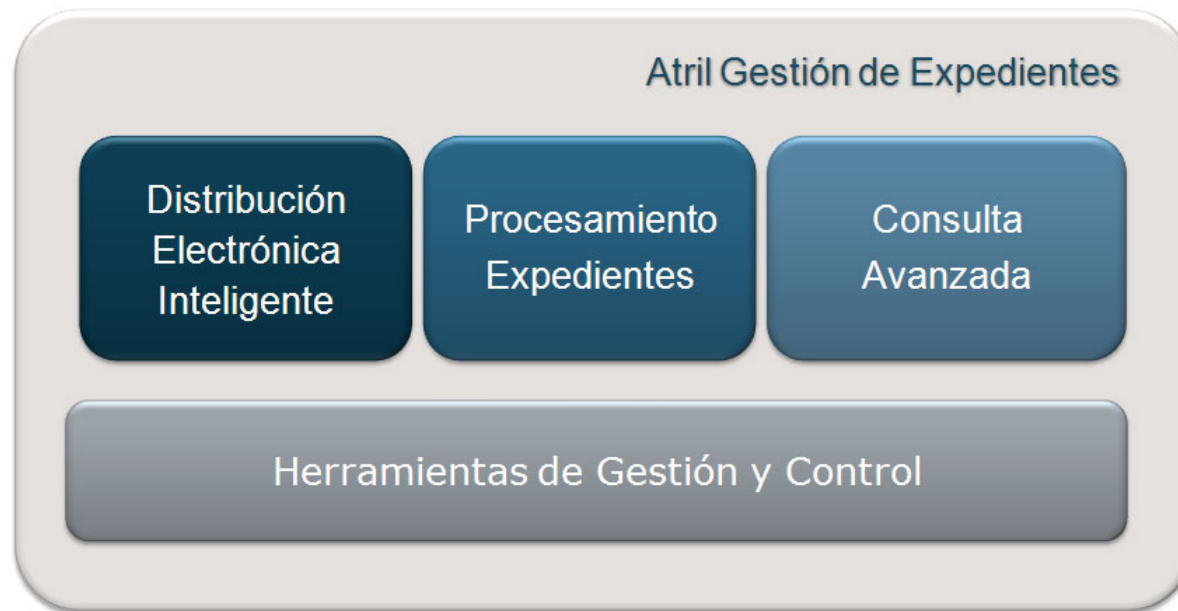 Atril Gestión de Expedientes
Distribución
Electrónica
Inteligente
Procesamiento
Expedientes
Consulta
Avanzada
Herramientas de Gestión y Control